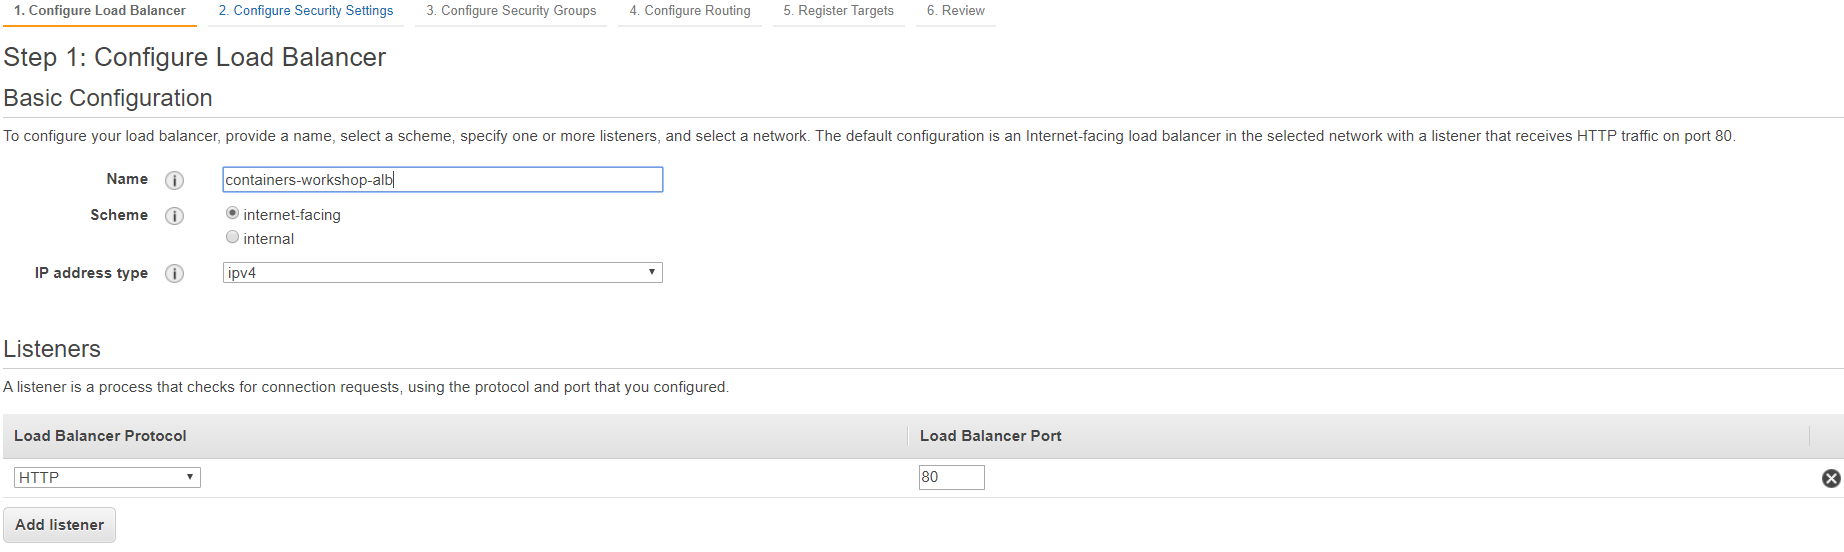 1. Configure Load Balancer 2. Configure Security Settings 3. Configure Security Groups 4. Configure Routing 5. Register Targets 6. Review
Step 1: Configure Load Balancer
Basic Configuration
To configure your load balancer, provide a name, select a scheme, specify one or more listeners, and select a network. The default configuration is an Internet-facing load balancer in the selected network with a listener that receives HTTP traffic on port 80.
Name i containers-workshop-alb
Scheme i internet-facing
internal
IP address type i ipv4
Listeners
A listener is a process that checks for connection requests, using the protocol and port that you configured.
Load Balancer Protocol Load Balancer Port
HTTP 80
Add listener